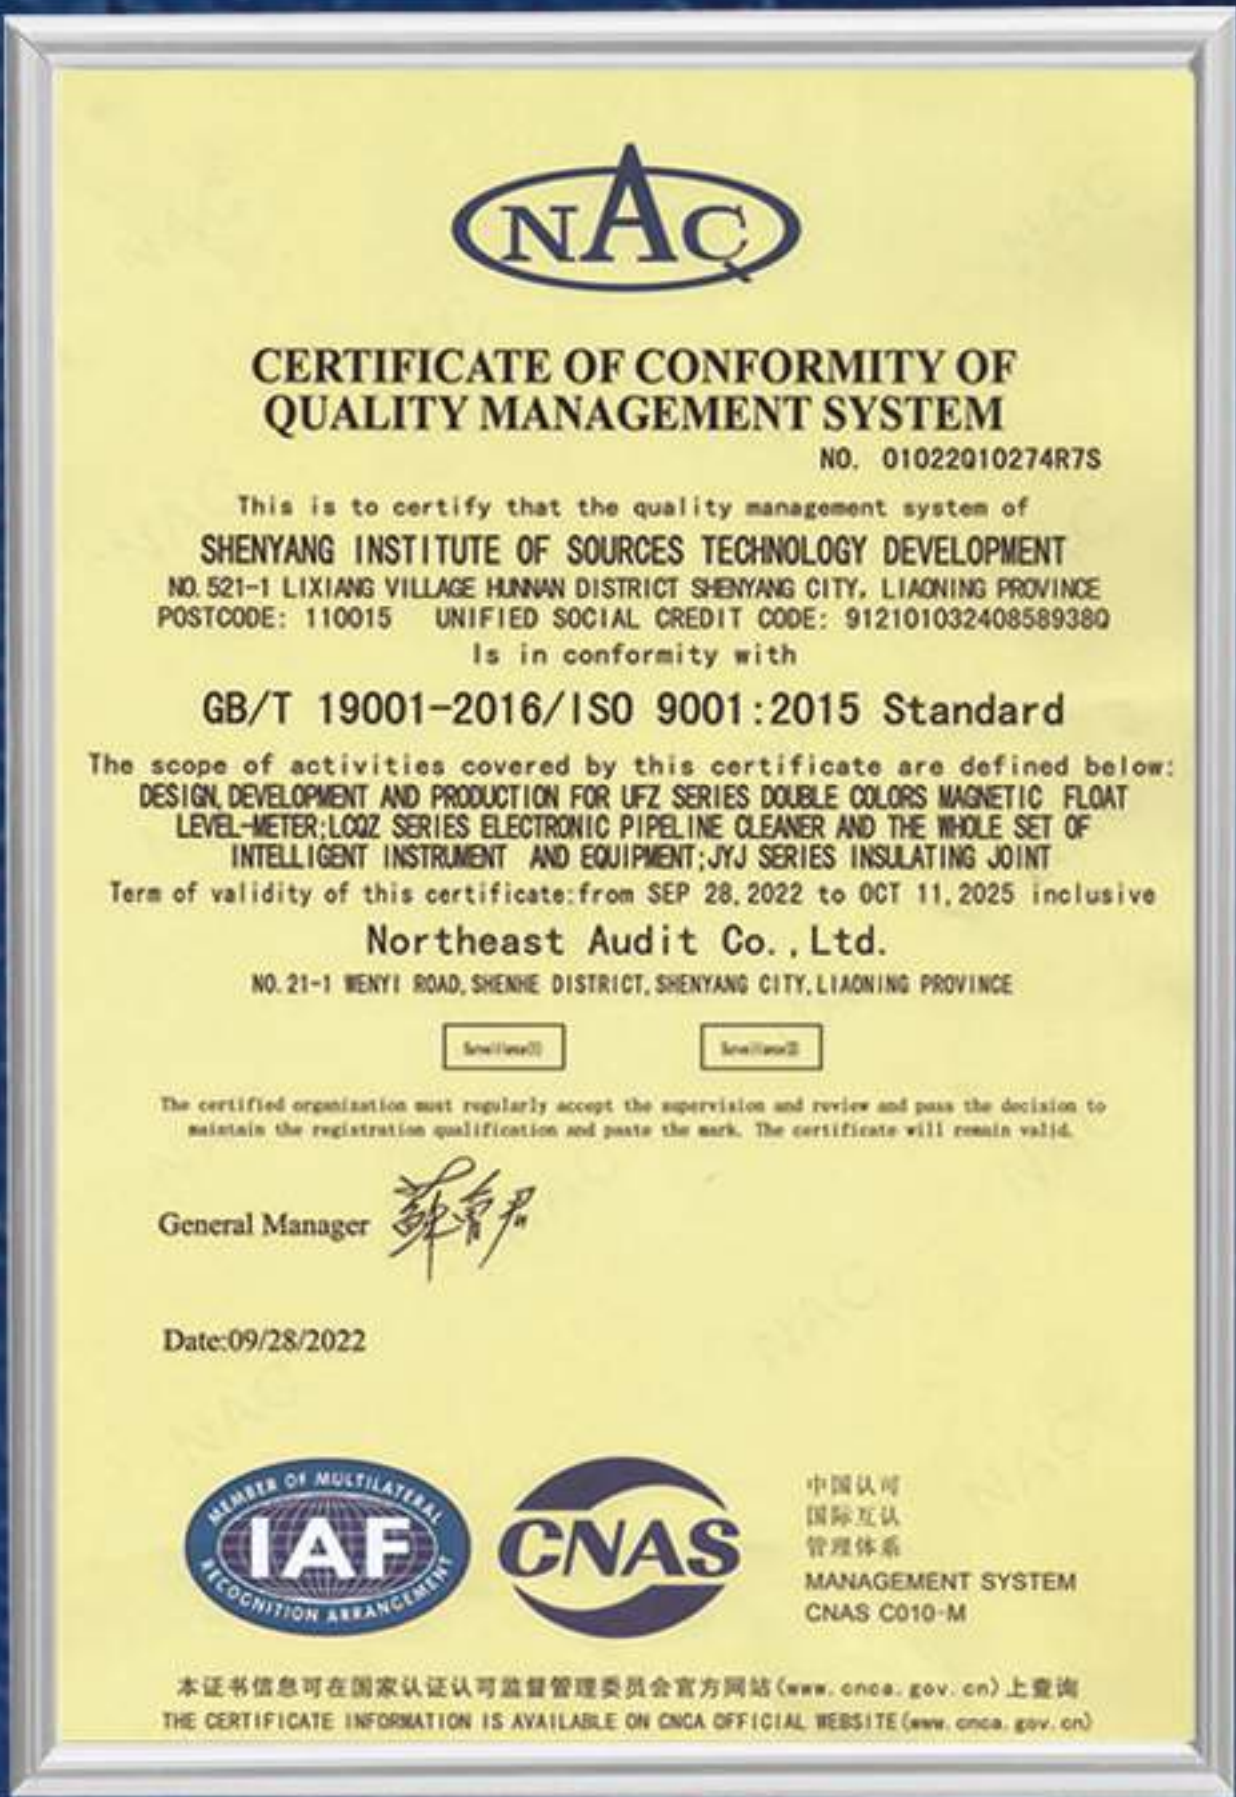 NAC
CERTIFICATE OF CONFORMITY OF
QUALITY MANAGEMENT SYSTEM
NO. 01022Q10274R7S
This is to certify that the quality management system of
SHENYANG INSTITUTE OF SOURCES TECHNOLOGY DEVELOPMENT
NO.521-1 LIXIANG VILLAGE HUNNAN DISTRICT SHENYANG CITY, LIAONING PROVINCE
POSTCODE: 110015 UNIFIED SOCIAL CREDIT CODE: 91210103240858938Q
Is in conformity with
GB/T 19001-2016/ISO 9001:2015 Standard
The scope of activities covered by this certificate are defined below:
DESIGN, DEVELOPMENT AND PRODUCTION FOR UFZ SERIES DOUBLE COLORS MAGNETIC FLOAT
LEVEL-METER;LCQZ SERIES ELECTRONIC PIPELINE CLEANER AND THE WHOLE SET OF
INTELLIGENT INSTRUMENT AND EQUIPMENT;JYJ SERIES INSULATING JOINT
Term of validity of this certificate:from SEP 28,2022 to OCT 11,2025 inclusive
Northeast Audit Co.,Ltd.
NO.21-1 WENYI ROAD,SHENHE DISTRICT,SHENYANG CITY,LIAONING PROVINCE
Surveillance(1) Surveillance(2)
The certified organization must regularly accept the supervision and review and pass the decision to
maintain the registration qualification and paste the mark. The certificate will remain valid.
General Manager
Date:09/28/2022
MEMBER OF MULTILATERAL
IAF
RECOGNITION ARRANGEMENT
CNAS
中国认可
国际互认
管理体系
MANAGEMENT SYSTEM
CNAS C010-M
本证书信息可在国家认证认可监督管理委员会官方网站(www.cnca.gov.cn)上查询
THE CERTIFICATE INFORMATION IS AVAILABLE ON CNCA OFFICIAL WEBSITE(www.cnca.gov.cn)